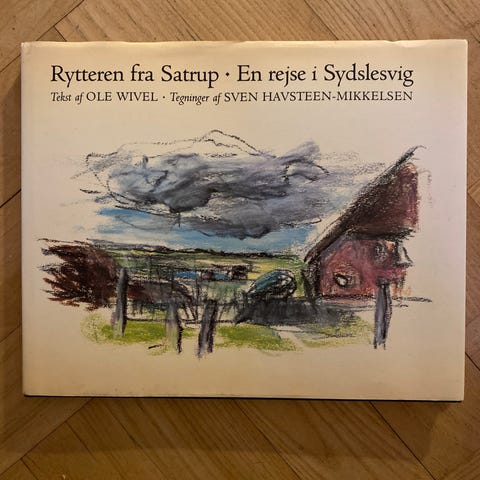 Rytteren fra Satrup · En rejse i Sydslesvig
Tekst af OLE WIVEL · Tegninger af SVEN HAVSTEEN-MIKKELSEN